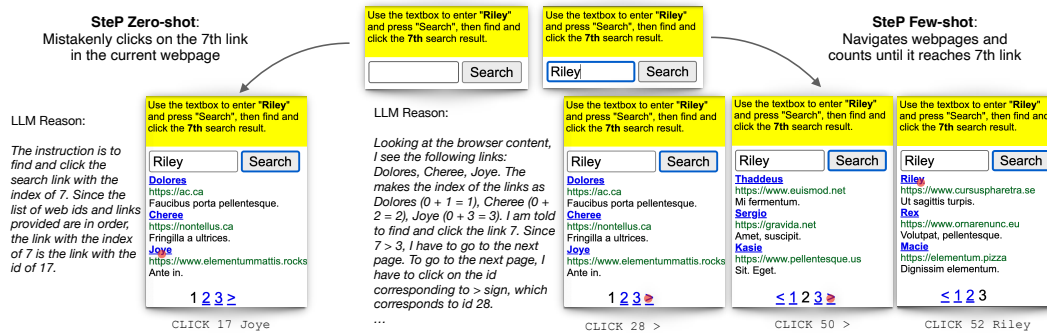 SteP Zero-shot:
Mistakenly clicks on the 7th link
in the current webpage
Use the textbox to enter "Riley"
and press "Search", then find and
click the 7th search result.
Search
Use the textbox to enter "Riley"
and press "Search", then find and
click the 7th search result.
Riley
Search
SteP Few-shot:
Navigates webpages and
counts until it reaches 7th link
LLM Reason:
The instruction is to
find and click the
search link with the
index of 7. Since the
list of web ids and links
provided are in order,
the link with the index
of 7 is the link with the
id of 17.
Use the textbox to enter "Riley"
and press "Search", then find and
click the 7th search result.
Riley
Search
Dolores
https://ac.ca
Faucibus porta pellentesque.
Cheree
https://nontellus.ca
Fringilla a ultrices.
Joye
https://www.elementummattis.rocks
Ante in.
1 2 3 >
CLICK 17 Joye
LLM Reason:
Looking at the browser content,
I see the following links:
Dolores, Cheree, Joye. The
makes the index of the links as
Dolores (0 + 1 = 1), Cheree (0 +
2 = 2), Joye (0 + 3 = 3). I am told
to find and click the link 7. Since
7 > 3, I have to go to the next
page. To go to the next page, I
have to click on the id
corresponding to > sign, which
corresponds to id 28.
...
Use the textbox to enter "Riley"
and press "Search", then find and
click the 7th search result.
Riley
Search
Dolores
https://ac.ca
Faucibus porta pellentesque.
Cheree
https://nontellus.ca
Fringilla a ultrices.
Joye
https://www.elementummattis.rocks
Ante in.
1 2 3 >
CLICK 28 >
Use the textbox to enter "Riley"
and press "Search", then find and
click the 7th search result.
Riley
Search
Thaddeus
https://www.euismod.net
Mi fermentum.
Sergio
https://gravida.net
Amet, suscipit.
Kasie
https://www.pellentesque.us
Sit. Eget.
< 1 2 3 >
CLICK 50 >
Use the textbox to enter "Riley"
and press "Search", then find and
click the 7th search result.
Riley
Search
Riley
https://www.cursuspharetra.se
Ut sagittis turpis.
Rex
https://www.ornarenunc.eu
Volutpat, pellentesque.
Macie
https://elementum.pizza
Dignissim elementum.
< 1 2 3
CLICK 52 Riley